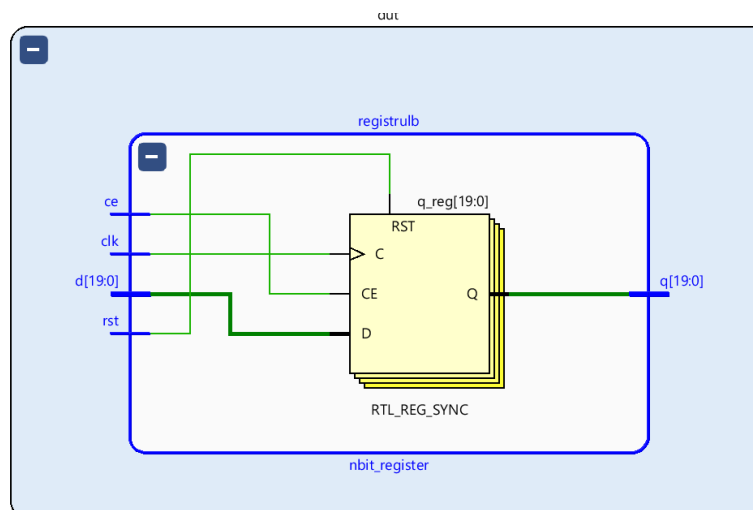 dut
registrulb
ce
clk
d[19:0]
rst
q_reg[19:0]
RST
C
CE
D
Q
q[19:0]
RTL_REG_SYNC
nbit_register